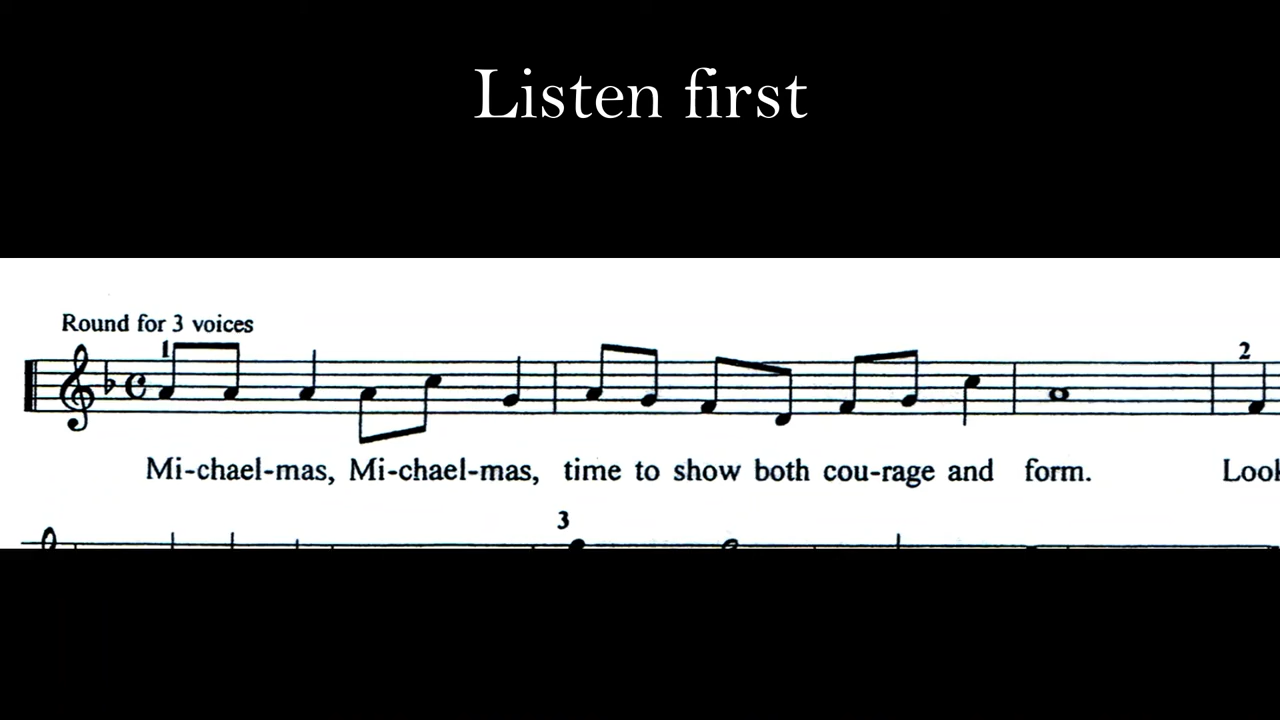 Listen first
Round for 3 voices
1
2
Mi-chael-mas, Mi-chael-mas, time to show both cou-rage and form. Look
3